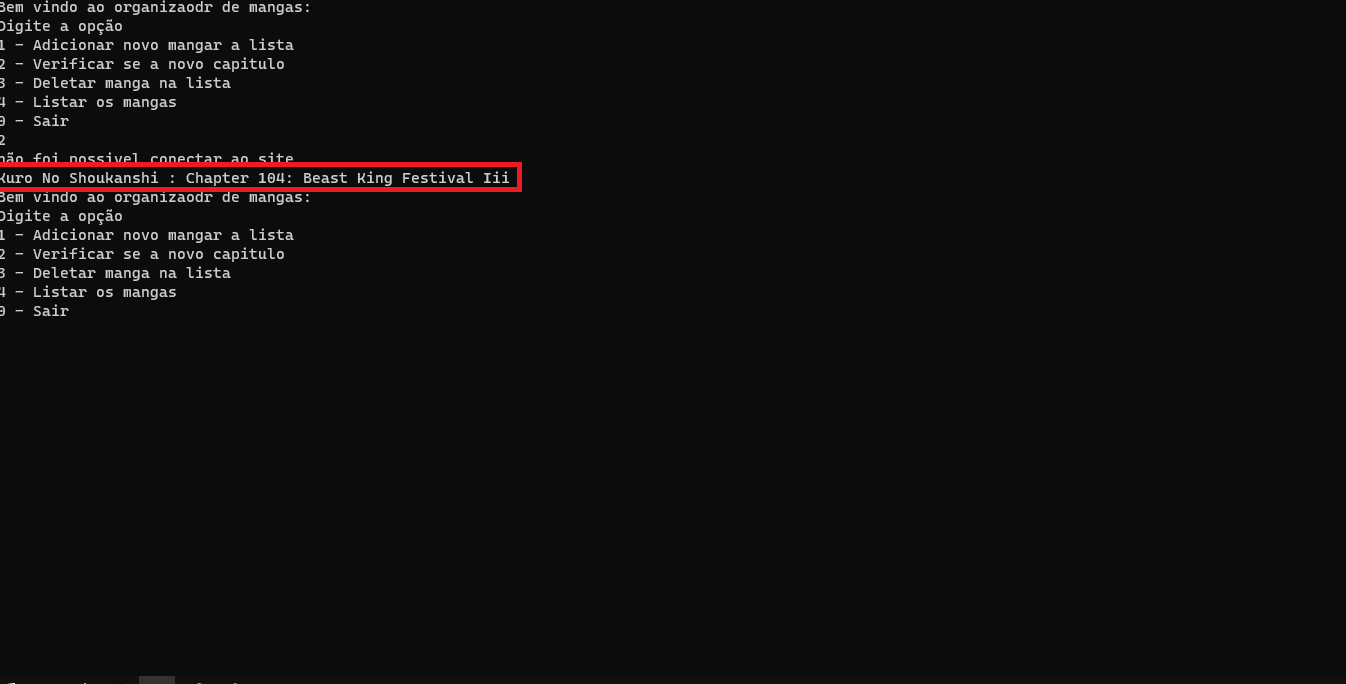 Bem vindo ao organizaodr de mangas:
Digite a opção
1 - Adicionar novo mangar a lista
2 - Verificar se a novo capitulo
3 - Deletar manga na lista
4 - Listar os mangas
0 - Sair
2
não foi possivel conectar ao site
Kuro No Shoukanshi : Chapter 104: Beast King Festival Iii
Bem vindo ao organizaodr de mangas:
Digite a opção
1 - Adicionar novo mangar a lista
2 - Verificar se a novo capitulo
3 - Deletar manga na lista
4 - Listar os mangas
0 - Sair